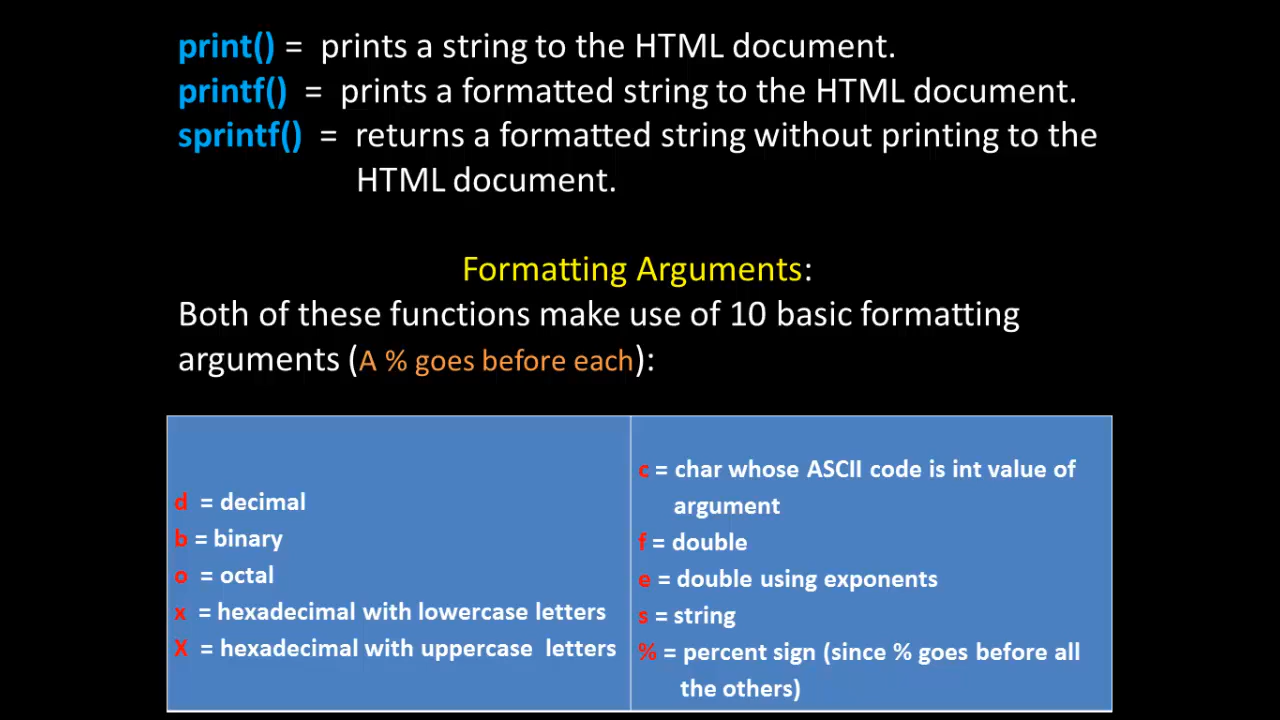 print() = prints a string to the HTML document.
printf() = prints a formatted string to the HTML document.
sprintf() = returns a formatted string without printing to the
HTML document.
Formatting Arguments:
Both of these functions make use of 10 basic formatting
arguments (A % goes before each):
d = decimal
b = binary
o = octal
x = hexadecimal with lowercase letters
X = hexadecimal with uppercase letters
c = char whose ASCII code is int value of
argument
f = double
e = double using exponents
s = string
% = percent sign (since % goes before all
the others)